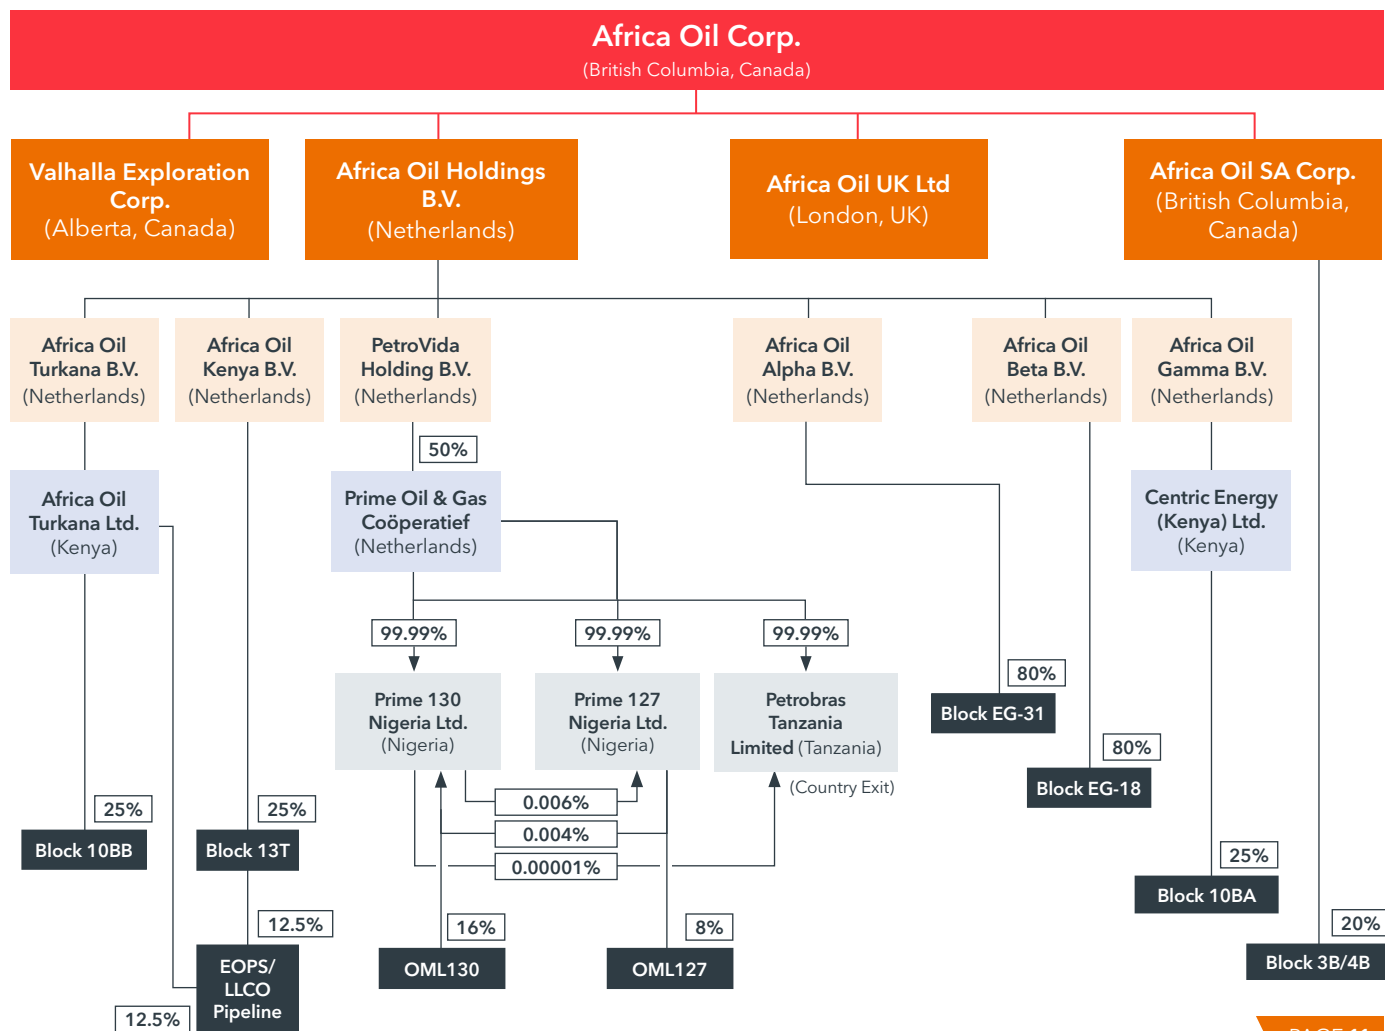 Africa Oil Corp.
(British Columbia, Canada)
Valhalla Exploration
Corp.
(Alberta, Canada)
Africa Oil Holdings
B.V.
(Netherlands)
Africa Oil UK Ltd
(London, UK)
Africa Oil SA Corp.
(British Columbia,
Canada)
Africa Oil
Turkana B.V.
(Netherlands)
Africa Oil
Kenya B.V.
(Netherlands)
PetroVida
Holding B.V.
(Netherlands)
Africa Oil
Alpha B.V.
(Netherlands)
Africa Oil
Beta B.V.
(Netherlands)
Africa Oil
Gamma B.V.
(Netherlands)
50%
Africa Oil
Turkana Ltd.
(Kenya)
Prime Oil & Gas
Coöperatief
(Netherlands)
Centric Energy
(Kenya) Ltd.
(Kenya)
99.99%
99.99%
99.99%
Prime 130
Nigeria Ltd.
(Nigeria)
Prime 127
Nigeria Ltd.
(Nigeria)
Petrobras
Tanzania
Limited (Tanzania)
(Country Exit)
80%
Block EG-31
80%
Block EG-18
0.006%
0.004%
0.00001%
25%
Block 10BB
25%
Block 13T
25%
Block 10BA
12.5%
EOPS/
LLCO
Pipeline
12.5%
16%
OML130
8%
OML127
20%
Block 3B/4B